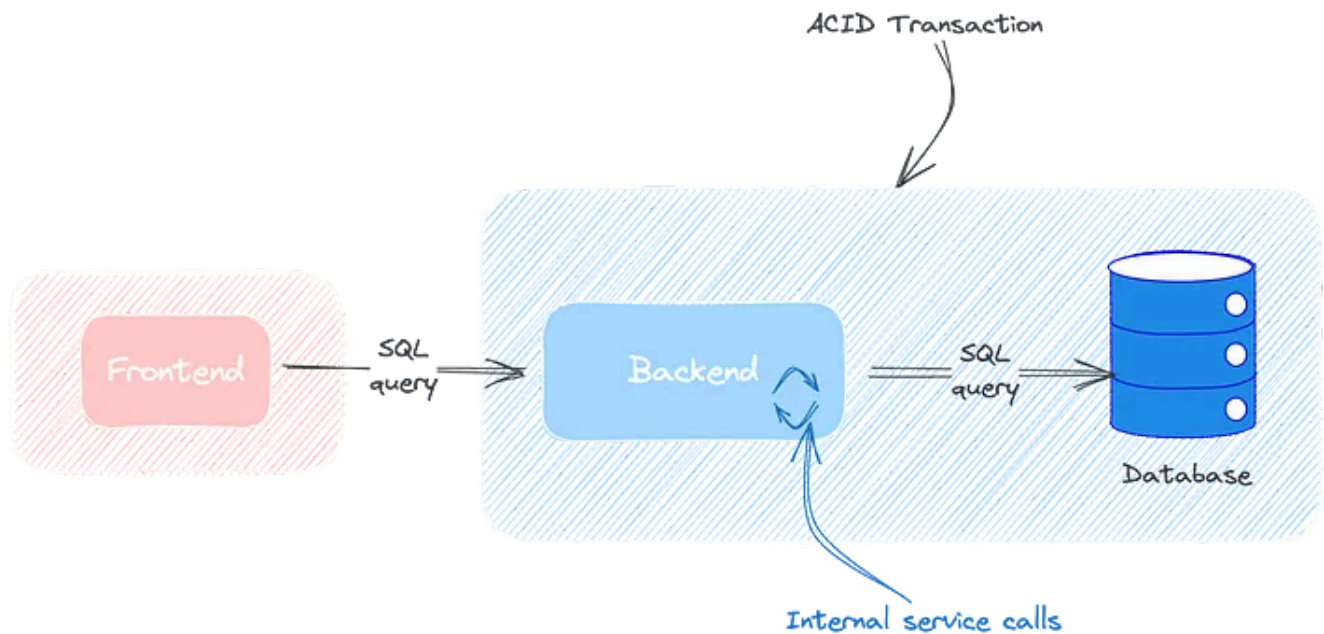 ACID Transaction
Frontend
SQL
query
Backend
SQL
query
Database
Internal service calls